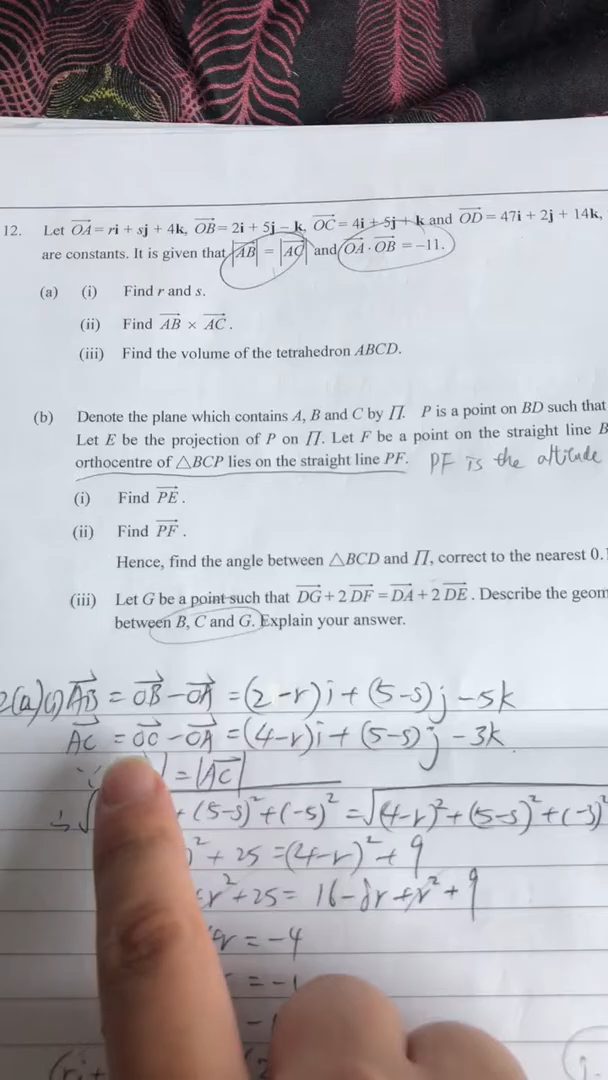 12. Let OA = ri + sj + 4k, OB = 2i + 5j – k, OC = 4i + 5j + k and OD = 47i + 2j + 14k,
are constants. It is given that |AB| = |AC| and OA · OB = –11.
(a) (i) Find r and s.
(ii) Find AB × AC.
(iii) Find the volume of the tetrahedron ABCD.
(b) Denote the plane which contains A, B and C by Π. P is a point on BD such that
Let E be the projection of P on Π. Let F be a point on the straight line B
orthocentre of △BCP lies on the straight line PF. PF is the altitude
(i) Find PE.
(ii) Find PF.
Hence, find the angle between △BCD and Π, correct to the nearest 0.1
(iii) Let G be a point such that DG + 2DF = DA + 2DE. Describe the geom
between B, C and G. Explain your answer.
2(a)(i) AB = OB – OA = (2–r)i + (5–s)j – 5k
AC = OC – OA = (4–r)i + (5–s)j – 3k
= |AC|
+ (5–s)² + (–5)² = √(4–r)² + (5–s)² + (–3)²
² + 25 = (4–r)² + 9
+r² + 25 = 16 – 8r + r² + 9
= –4
= –1